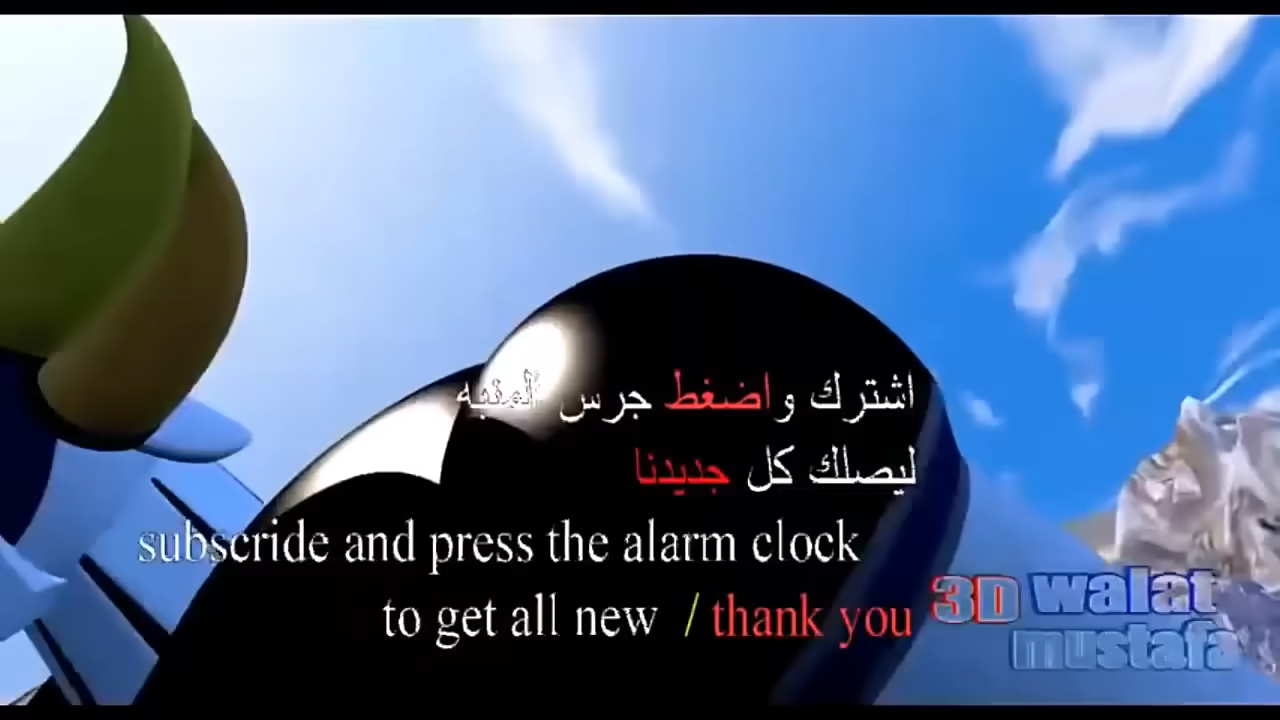 اشترك واضغط جرس ألمنبه
ليصلك كل جديدنا
subscride and press the alarm clock
to get all new / thank you
3D walat
mustafa